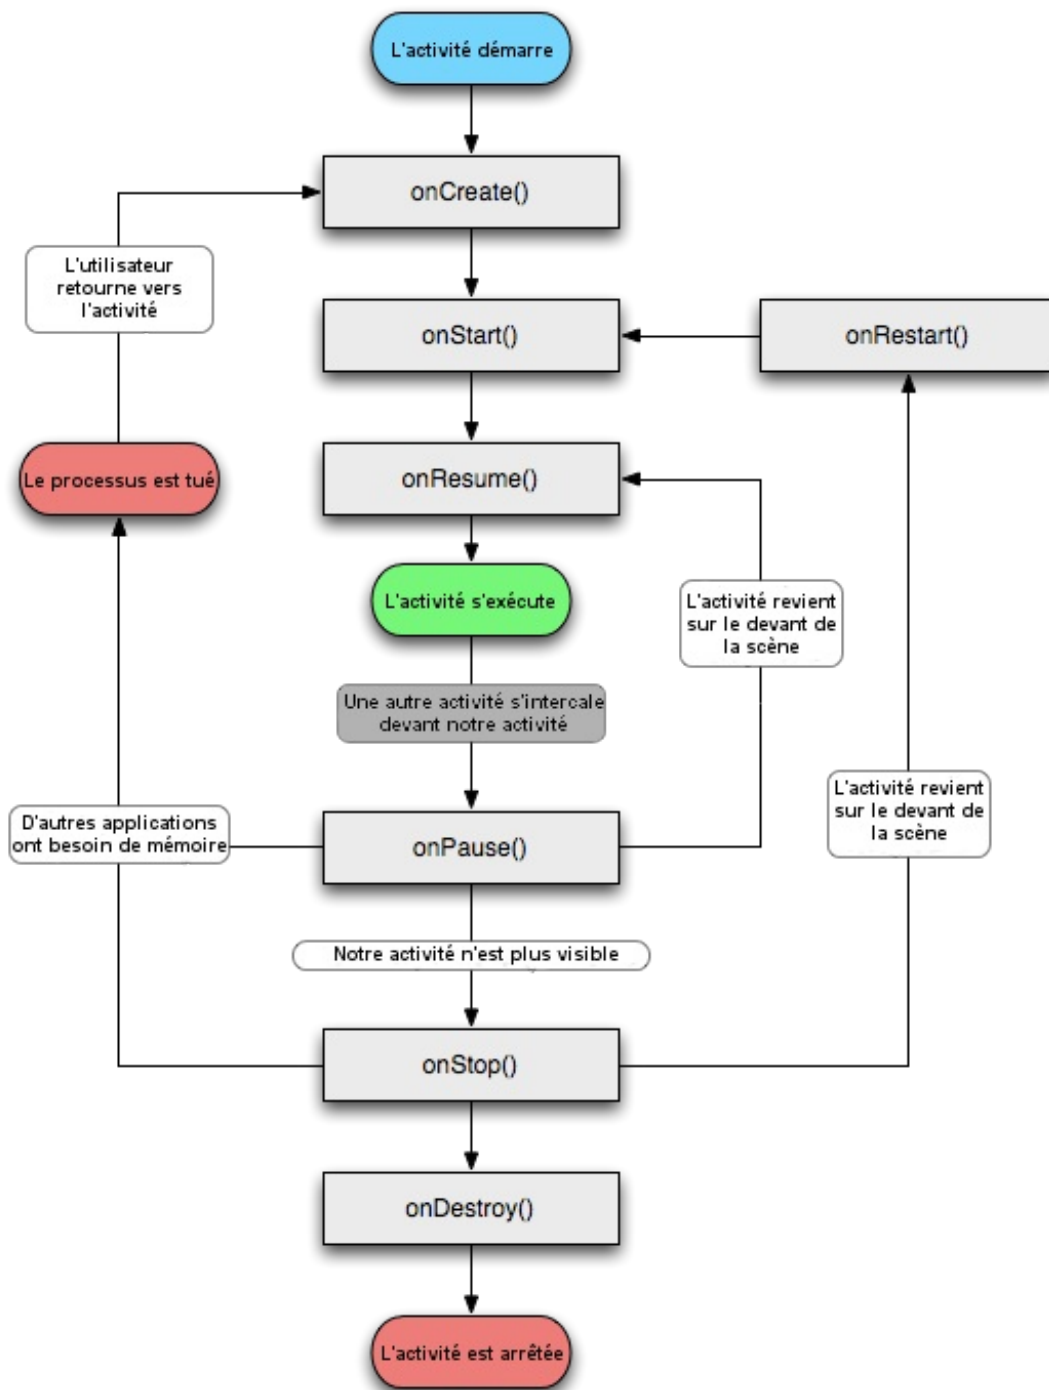 L'activité démarre
onCreate()
L'utilisateur
retourne vers
l'activité
onStart()
onRestart()
onResume()
Le processus est tué
L'activité s'exécute
L'activité revient
sur le devant de
la scène
Une autre activité s'intercale
devant notre activité
L'activité revient
sur le devant de
la scène
D'autres applications
ont besoin de mémoire
onPause()
Notre activité n'est plus visible
onStop()
onDestroy()
L'activité est arrêtée